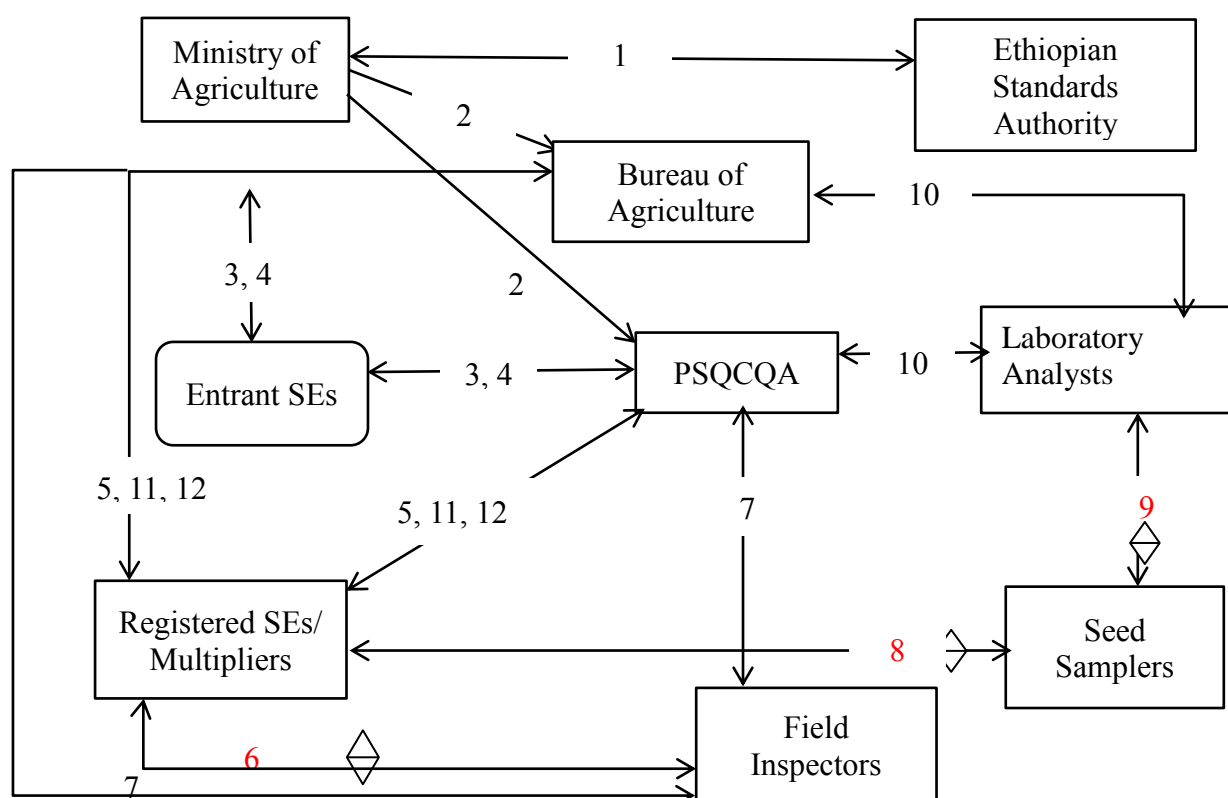 Ministry of
Agriculture
1
Ethiopian
Standards
Authority
2
Bureau of
Agriculture
10
3, 4
2
Entrant SEs
3, 4
PSQCQA
10
Laboratory
Analysts
5, 11, 12
5, 11, 12
7
9
Registered SEs/
Multipliers
8
Seed
Samplers
6
Field
Inspectors
7